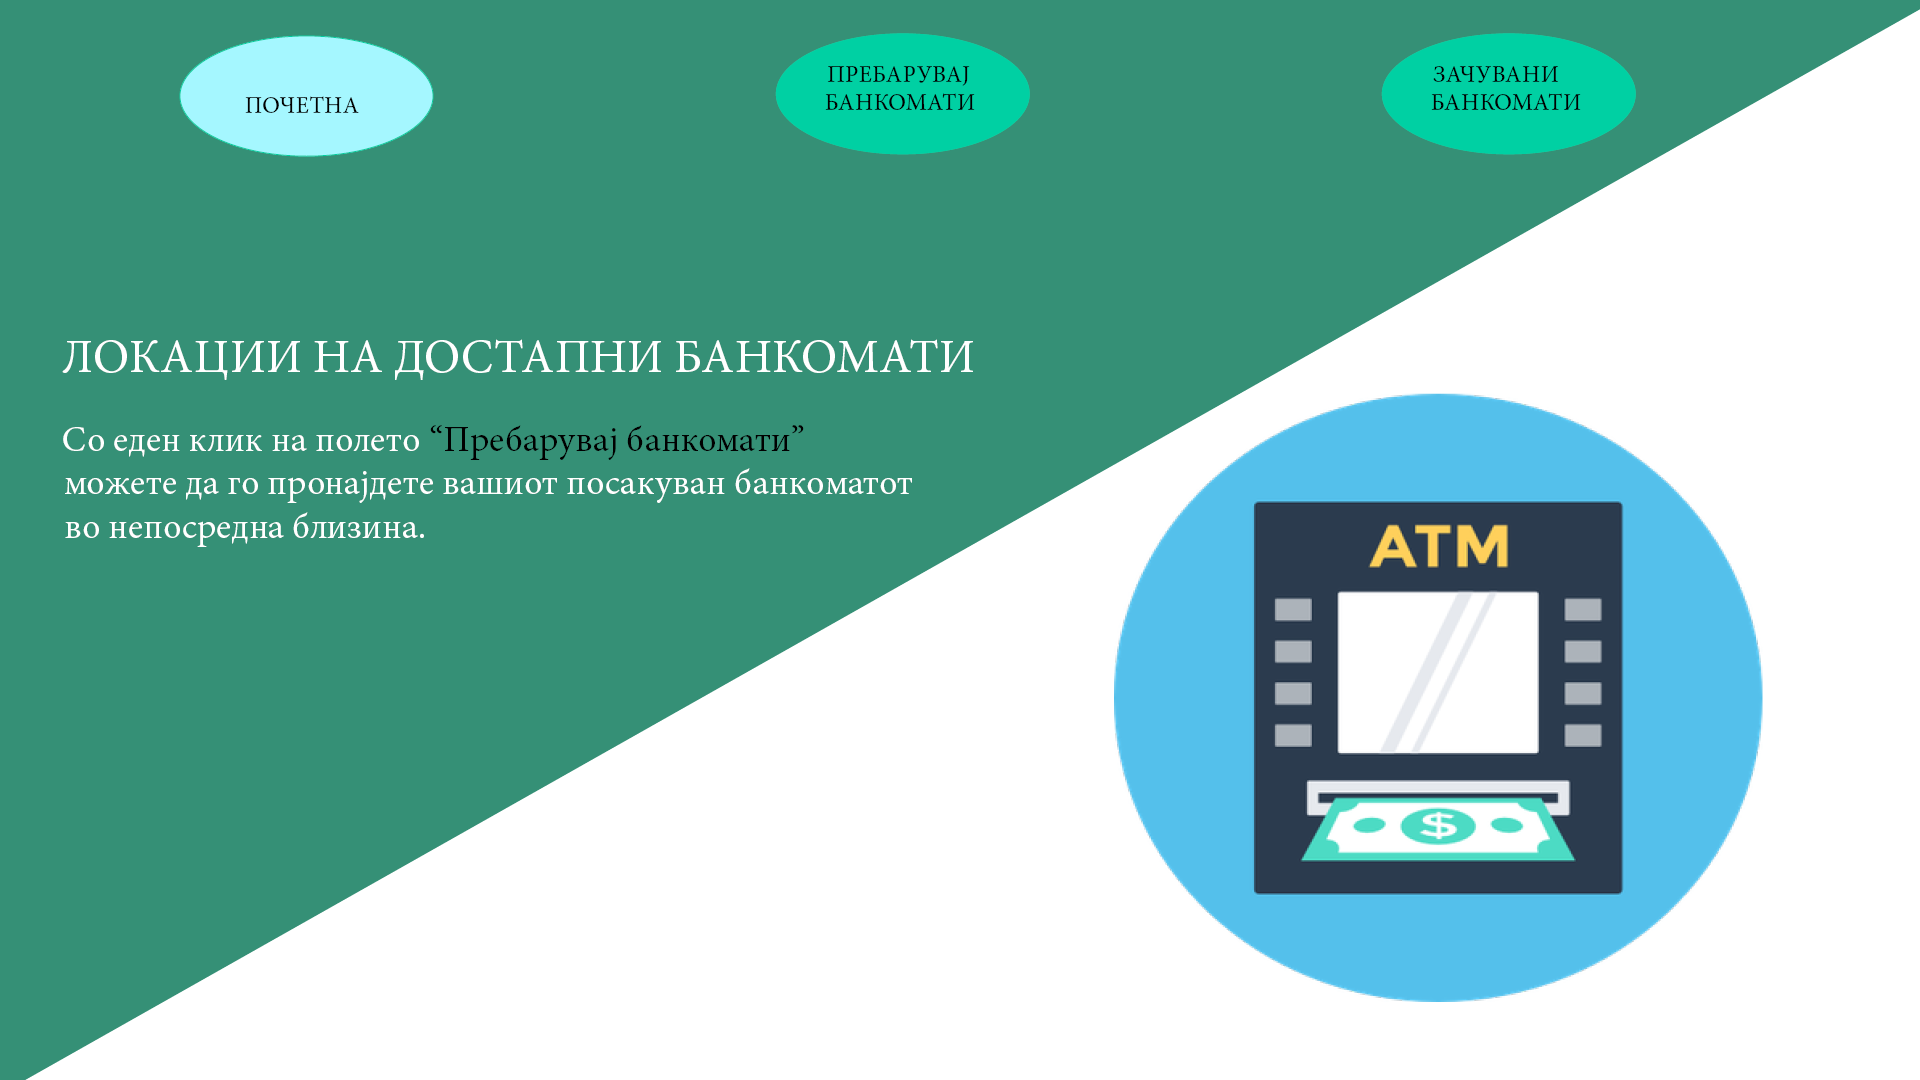 ПОЧЕТНА
ПРЕБАРУВАЈ
БАНКОМАТИ
ЗАЧУВАНИ
БАНКОМАТИ
ЛОКАЦИИ НА ДОСТАПНИ БАНКОМАТИ
Со еден клик на полето “Пребарувај банкомати”
можете да го пронајдете вашиот посакуван банкоматот
во непосредна близина.
ATM
$